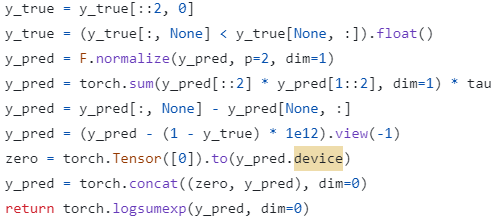 y_true = y_true[::2, 0]
y_true = (y_true[:, None] < y_true[None, :]).float()
y_pred = F.normalize(y_pred, p=2, dim=1)
y_pred = torch.sum(y_pred[::2] * y_pred[1::2], dim=1) * tau
y_pred = y_pred[:, None] - y_pred[None, :]
y_pred = (y_pred - (1 - y_true) * 1e12).view(-1)
zero = torch.Tensor([0]).to(y_pred.device)
y_pred = torch.concat((zero, y_pred), dim=0)
return torch.logsumexp(y_pred, dim=0)